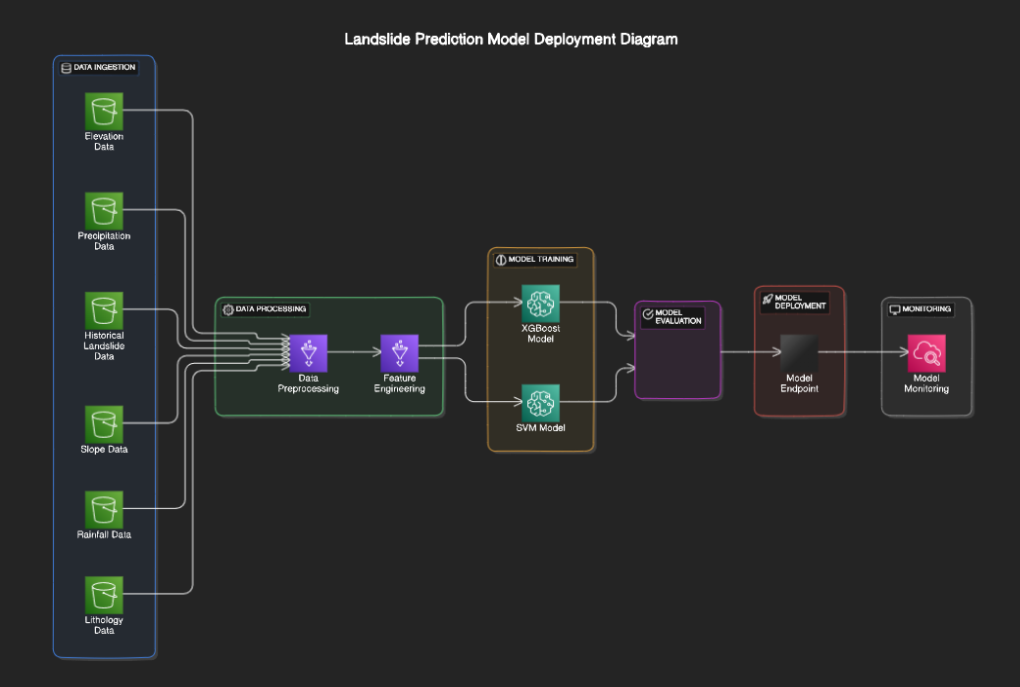 Landslide Prediction Model Deployment Diagram
DATA INGESTION
Elevation
Data
Precipitation
Data
Historical
Landslide
Data
Slope Data
Rainfall Data
Lithology
Data
DATA PROCESSING
Data
Preprocessing
Feature
Engineering
MODEL TRAINING
XGBoost
Model
SVM Model
MODEL
EVALUATION
MODEL
DEPLOYMENT
Model
Endpoint
MONITORING
Model
Monitoring